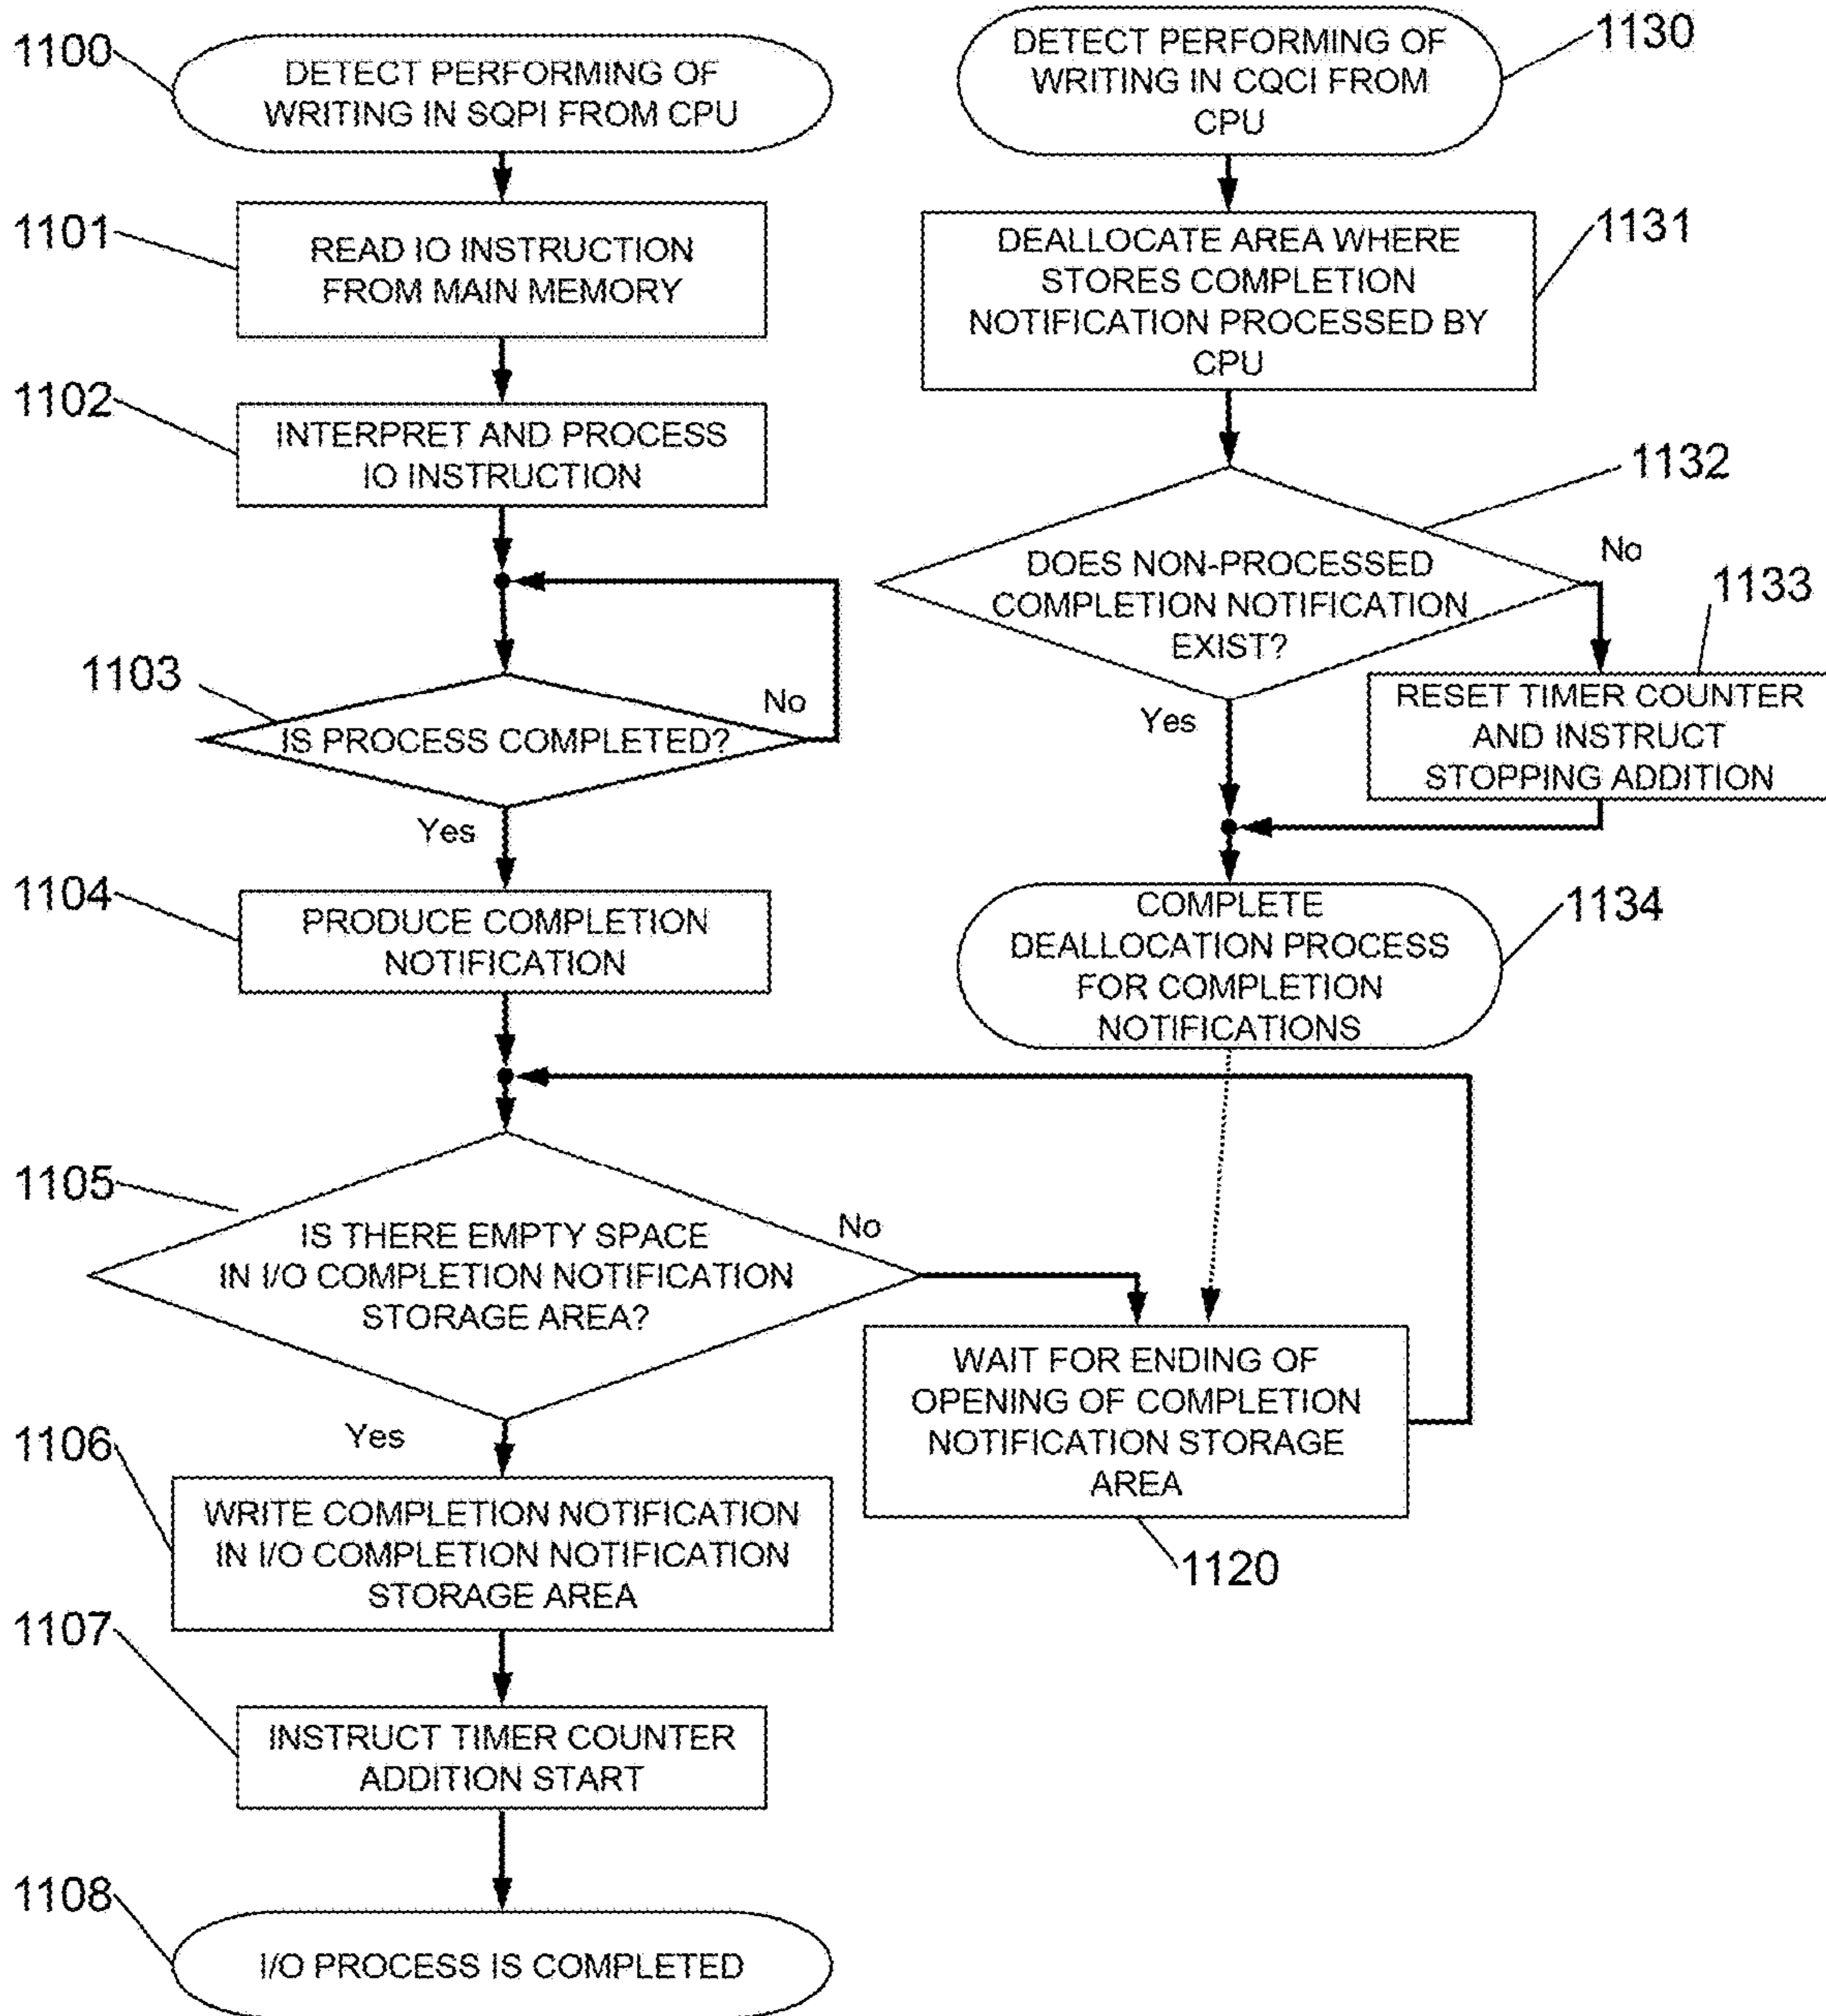 1100
DETECT PERFORMING OF
WRITING IN SQPI FROM CPU
1101
READ IO INSTRUCTION
FROM MAIN MEMORY
1102
INTERPRET AND PROCESS
IO INSTRUCTION
1103
IS PROCESS COMPLETED?
No
Yes
1104
PRODUCE COMPLETION
NOTIFICATION
1105
IS THERE EMPTY SPACE
IN I/O COMPLETION NOTIFICATION
STORAGE AREA?
No
Yes
1106
WRITE COMPLETION NOTIFICATION
IN I/O COMPLETION NOTIFICATION
STORAGE AREA
1107
INSTRUCT TIMER COUNTER
ADDITION START
1108
I/O PROCESS IS COMPLETED
1130
DETECT PERFORMING OF
WRITING IN CQCI FROM
CPU
1131
DEALLOCATE AREA WHERE
STORES COMPLETION
NOTIFICATION PROCESSED BY
CPU
1132
DOES NON-PROCESSED
COMPLETION NOTIFICATION
EXIST?
No
Yes
1133
RESET TIMER COUNTER
AND INSTRUCT
STOPPING ADDITION
1134
COMPLETE
DEALLOCATION PROCESS
FOR COMPLETION
NOTIFICATIONS
WAIT FOR ENDING OF
OPENING OF COMPLETION
NOTIFICATION STORAGE
AREA
1120